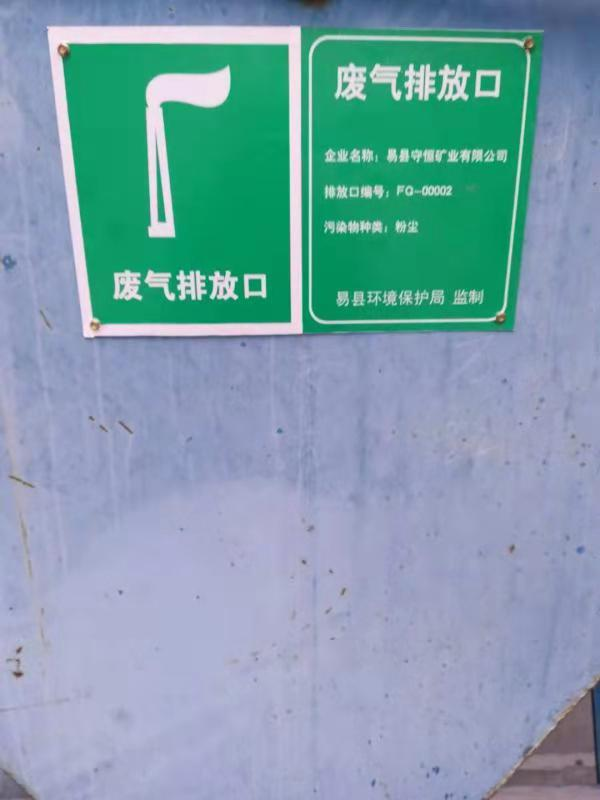 废气排放口
废气排放口
企业名称：易县守恒矿业有限公司
排放口编号：FQ-00002
污染物种类：粉尘
易县环境保护局 监制